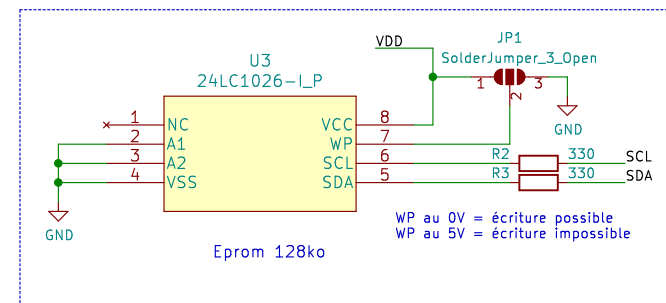 JP1
VDD
SolderJumper_3_Open
U3
24LC1026-I_P
1 2 3
GND
1 NC VCC 8
2 A1 WP 7
3 A2 SCL 6 R2 330 SCL
4 VSS SDA 5 R3 330 SDA
GND
WP au 0V = écriture possible
WP au 5V = écriture impossible
Eprom 128ko